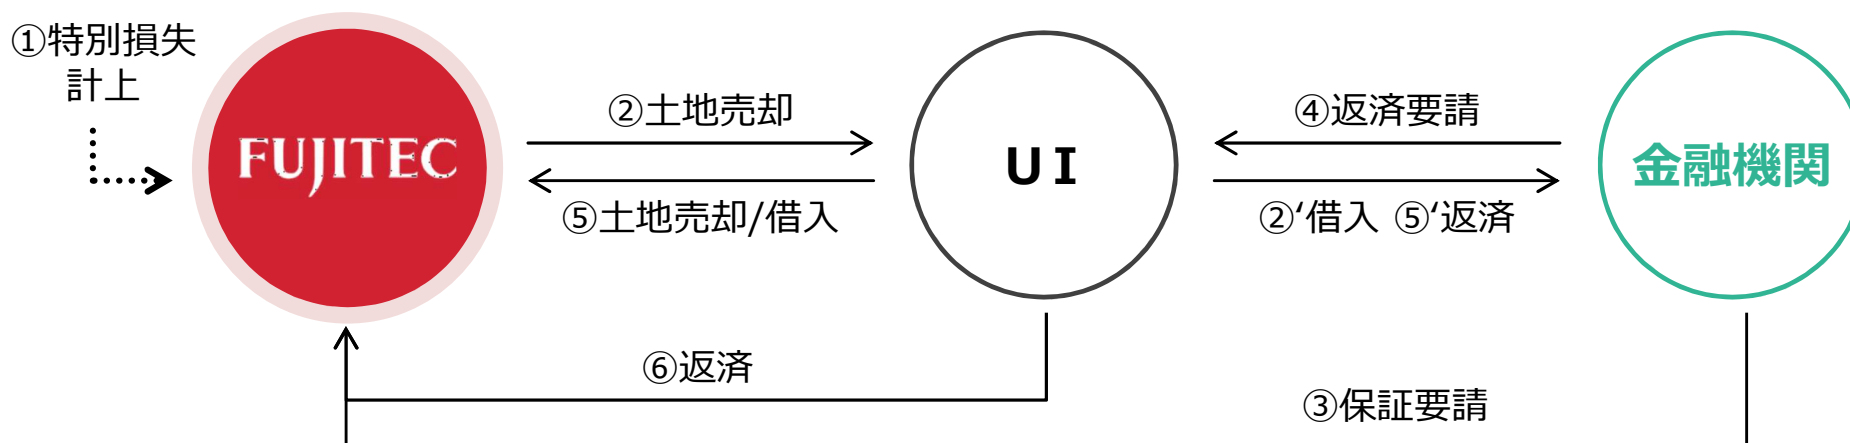 ①特別損失
計上
FUJITEC
②土地売却
⑤土地売却/借入
UI
④返済要請
②‘借入 ⑤‘返済
金融機関
⑥返済
③保証要請